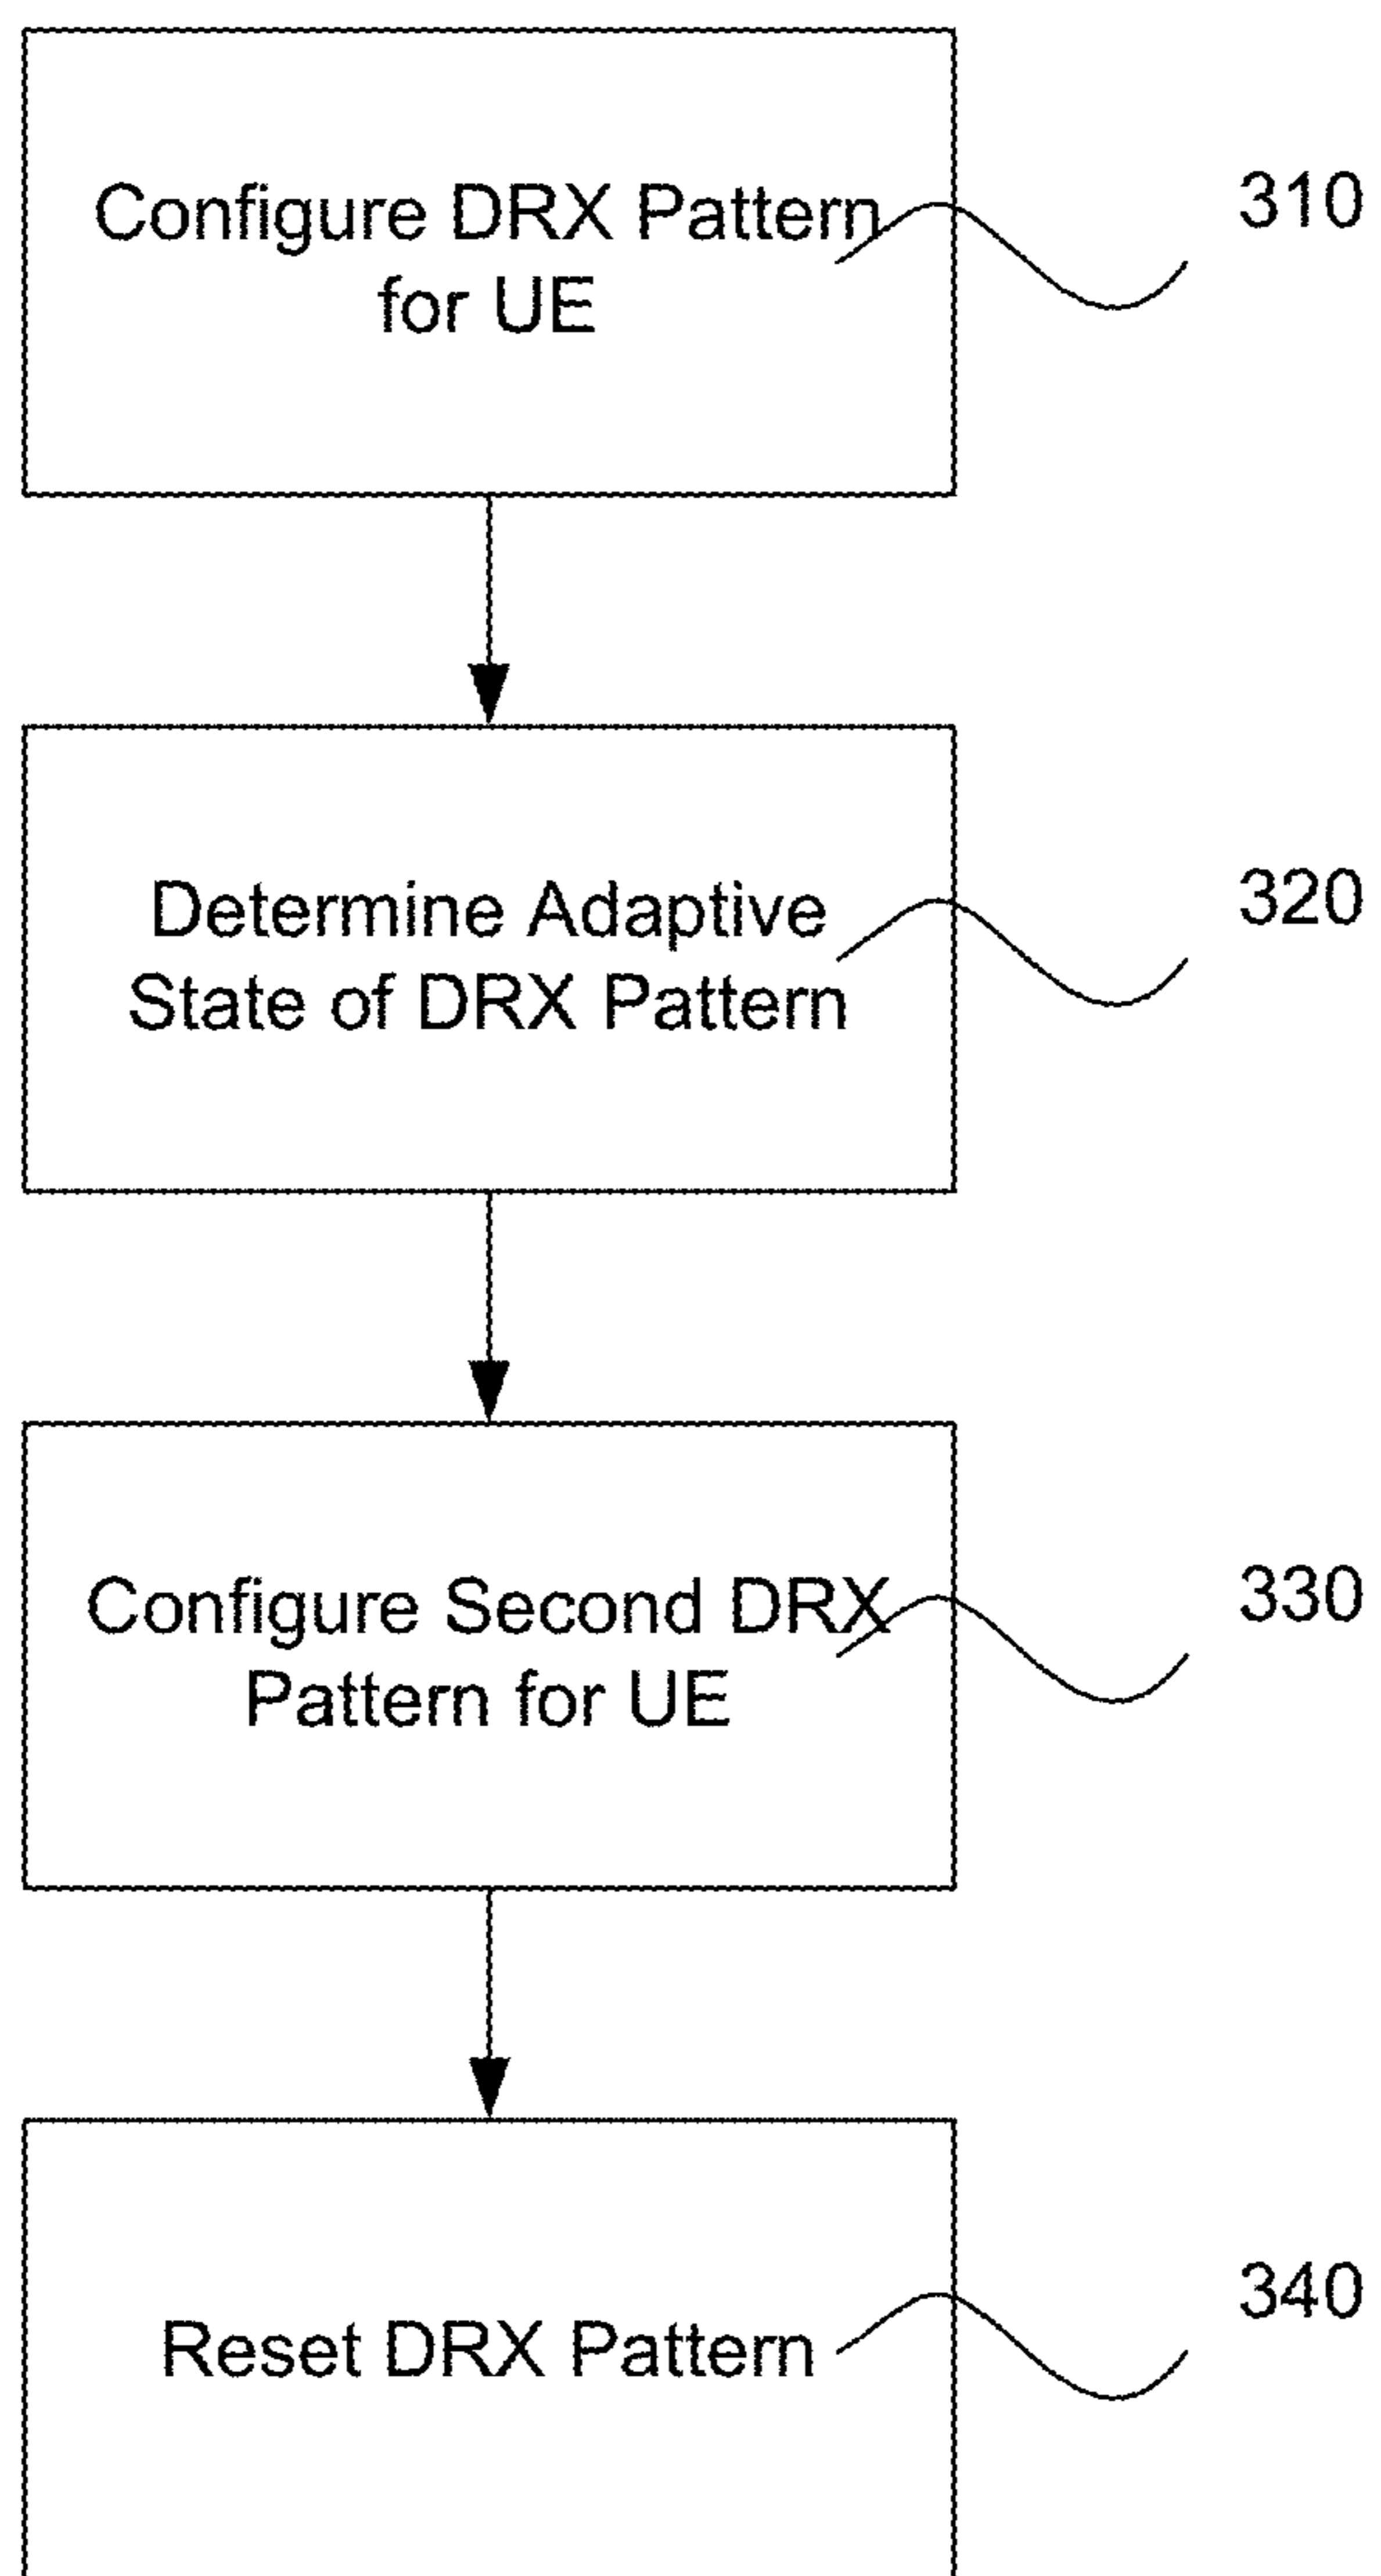 Configure DRX Pattern
for UE
310
Determine Adaptive
State of DRX Pattern
320
Configure Second DRX
Pattern for UE
330
Reset DRX Pattern
340